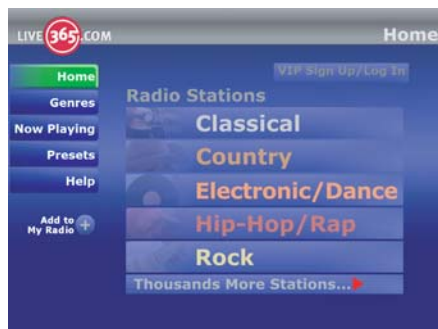 LIVE 365.COM
Home
Home
Genres
Now Playing
Presets
Help
Add to
My Radio +
VIP Sign Up/Log In
Radio Stations
Classical
Country
Electronic/Dance
Hip-Hop/Rap
Rock
Thousands More Stations...